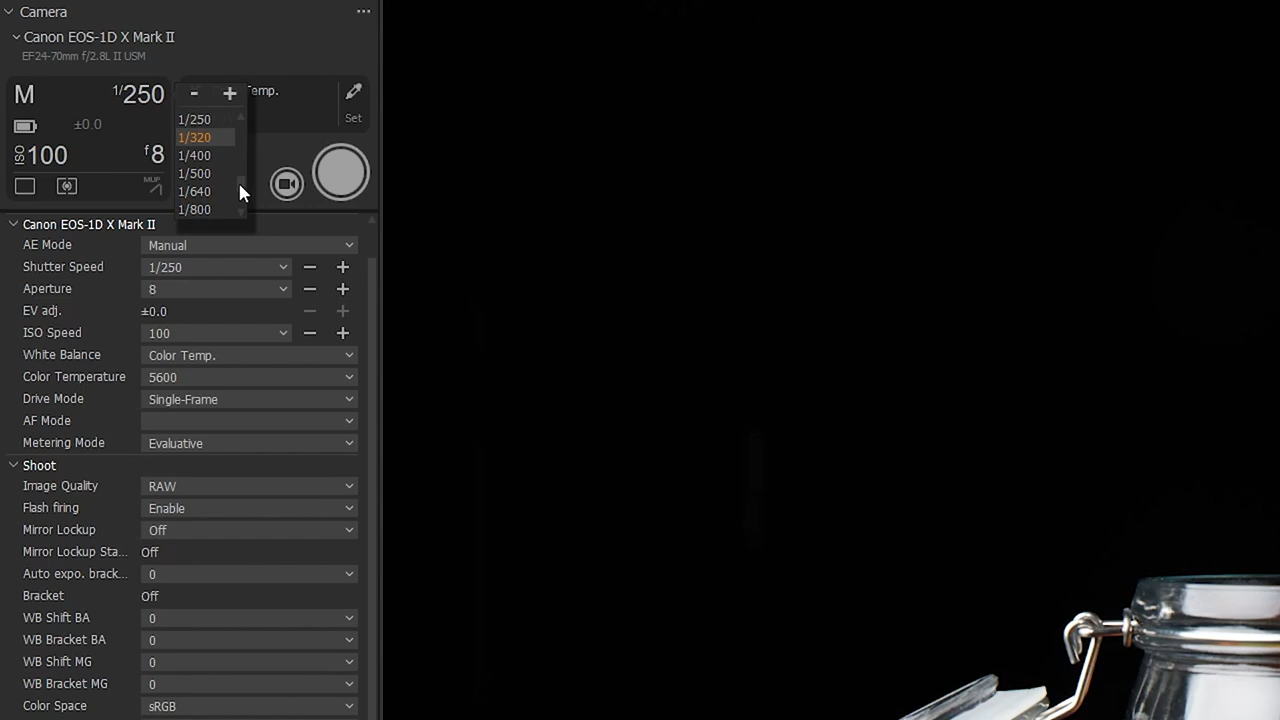 Camera
Canon EOS-1D X Mark II
EF24-70mm f/2.8L II USM
M 1/250 - + Temp.
Set
±0.0
ISO 100 f8
MUP
1/250
1/320
1/400
1/500
1/640
1/800
Canon EOS-1D X Mark II
AE Mode Manual
Shutter Speed 1/250
Aperture 8
EV adj. ±0.0
ISO Speed 100
White Balance Color Temp.
Color Temperature 5600
Drive Mode Single-Frame
AF Mode
Metering Mode Evaluative
Shoot
Image Quality RAW
Flash firing Enable
Mirror Lockup Off
Mirror Lockup Sta... Off
Auto expo. brack... 0
Bracket Off
WB Shift BA 0
WB Bracket BA 0
WB Shift MG 0
WB Bracket MG 0
Color Space sRGB